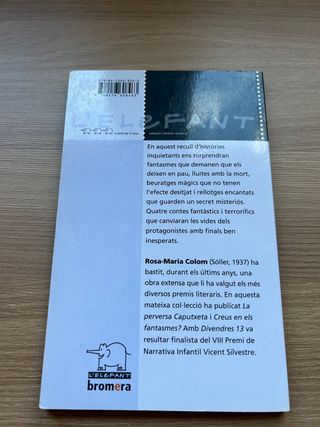 L'ELEFANT
En aquest recull d'històries
inquietants ens sorprendran
fantasmes que demanen que els
deixen en pau, lluites amb la mort,
beuratges màgics que no tenen
l'efecte desitjat i rellotges encantats
que guarden un secret misteriós.
Quatre contes fantàstics i terrorífics
que canviaran les vides dels
protagonistes amb finals ben
inesperats.
Rosa-Maria Colom (Sóller, 1937) ha
bastit, durant els últims anys, una
obra extensa que li ha valgut els més
diversos premis literaris. En aquesta
mateixa col·lecció ha publicat La
perversa Caputxeta i Creus en els
fantasmes? Amb Divendres 13 va
resultar finalista del VIII Premi de
Narrativa Infantil Vicent Silvestre.
L'ELEFANT
bromera